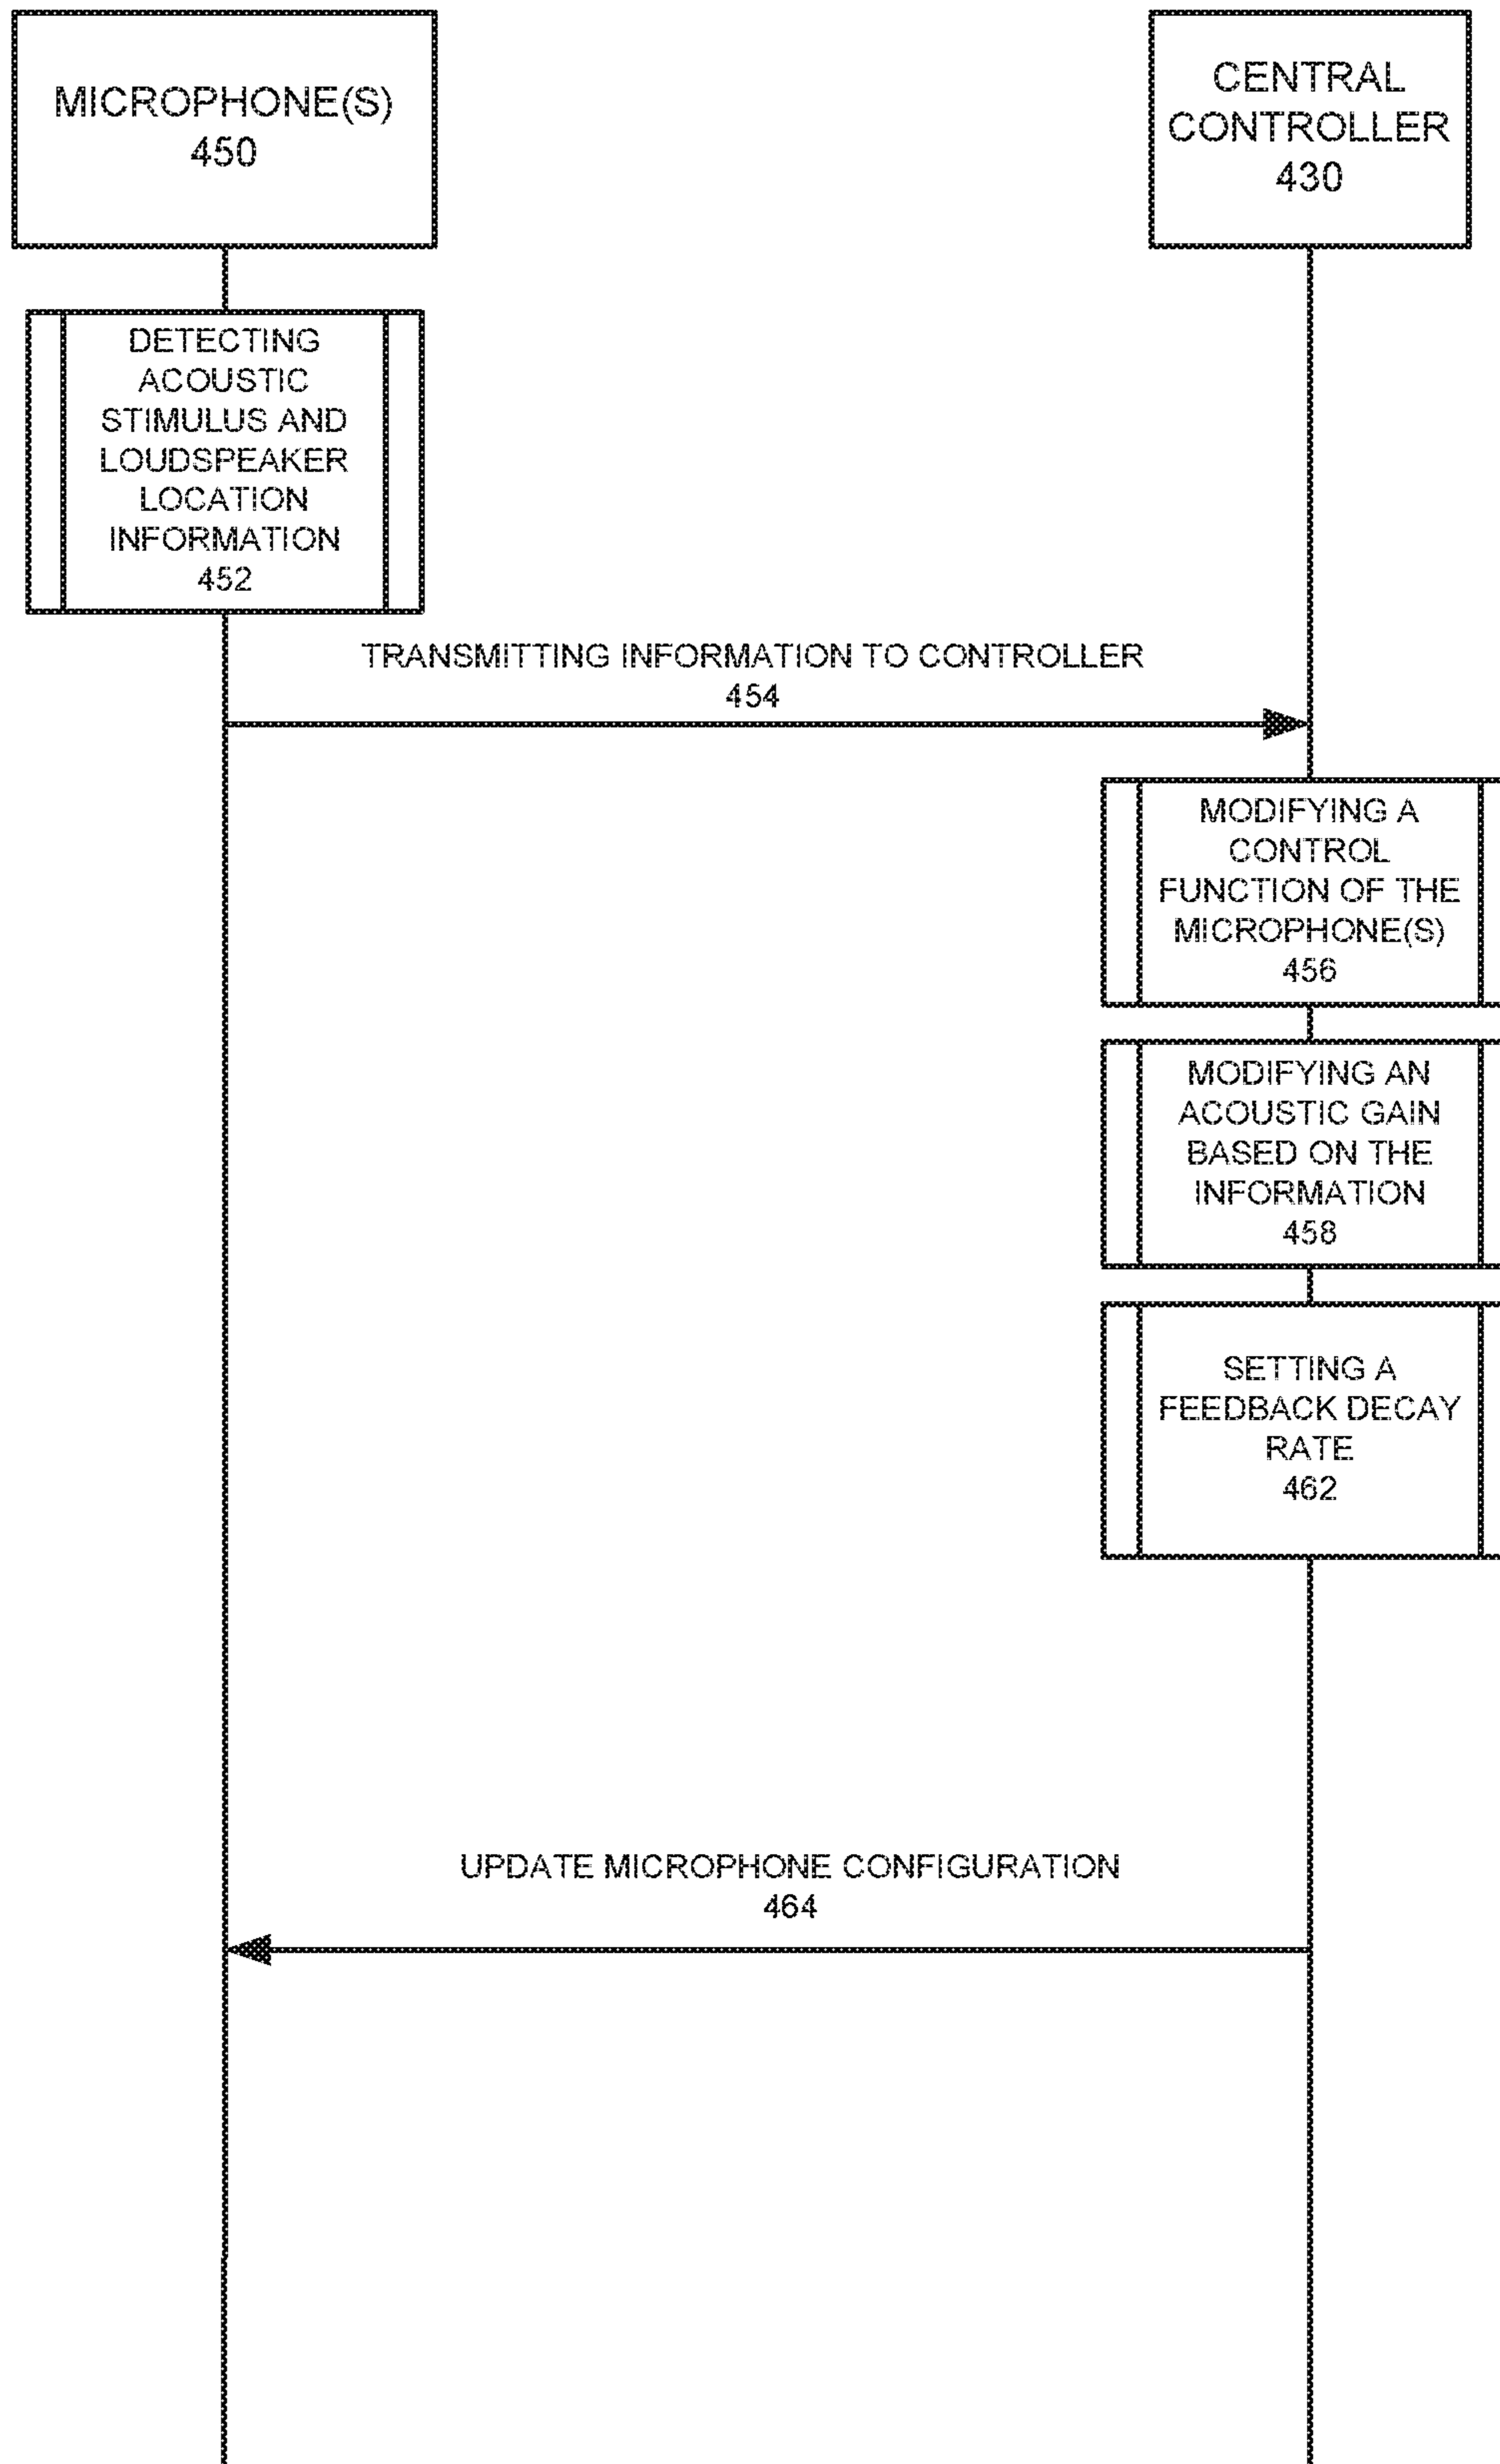 MICROPHONE(S)
450
CENTRAL
CONTROLLER
430
DETECTING
ACOUSTIC
STIMULUS AND
LOUDSPEAKER
LOCATION
INFORMATION
452
TRANSMITTING INFORMATION TO CONTROLLER
454
MODIFYING A
CONTROL
FUNCTION OF THE
MICROPHONE(S)
456
MODIFYING AN
ACOUSTIC GAIN
BASED ON THE
INFORMATION
458
SETTING A
FEEDBACK DECAY
RATE
462
UPDATE MICROPHONE CONFIGURATION
464